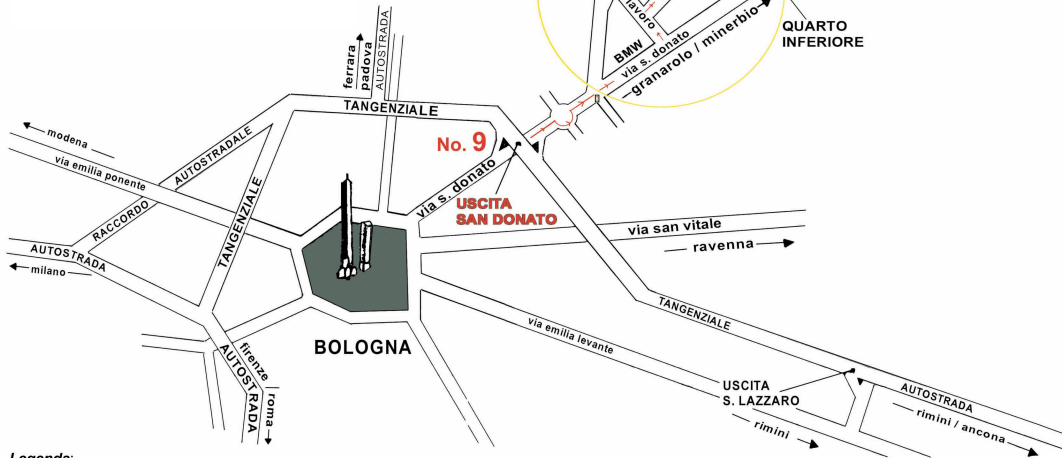 lavoro
QUARTO
INFERIORE
BMW
via s. donato
granarolo / minerbio
ferrara
padova
AUTOSTRADA
TANGENZIALE
No. 9
modena
via emilia ponente
RACCORDO AUTOSTRADALE
TANGENZIALE
via s. donato
USCITA
SAN DONATO
via san vitale
ravenna
AUTOSTRADA
milano
TANGENZIALE
via emilia levante
BOLOGNA
firenze
roma
AUTOSTRADA
USCITA
S. LAZZARO
AUTOSTRADA
rimini / ancona
rimini
Legenda: